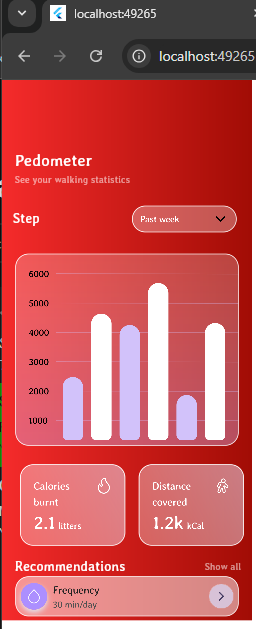 localhost:49265
localhost:49265
Pedometer
See your walking statistics
Step
Past week
6000
5000
4000
3000
2000
1000
Calories
burnt
2.1 litters
Distance
covered
1.2k kCal
Recommendations
Show all
Frequency
30 min/day